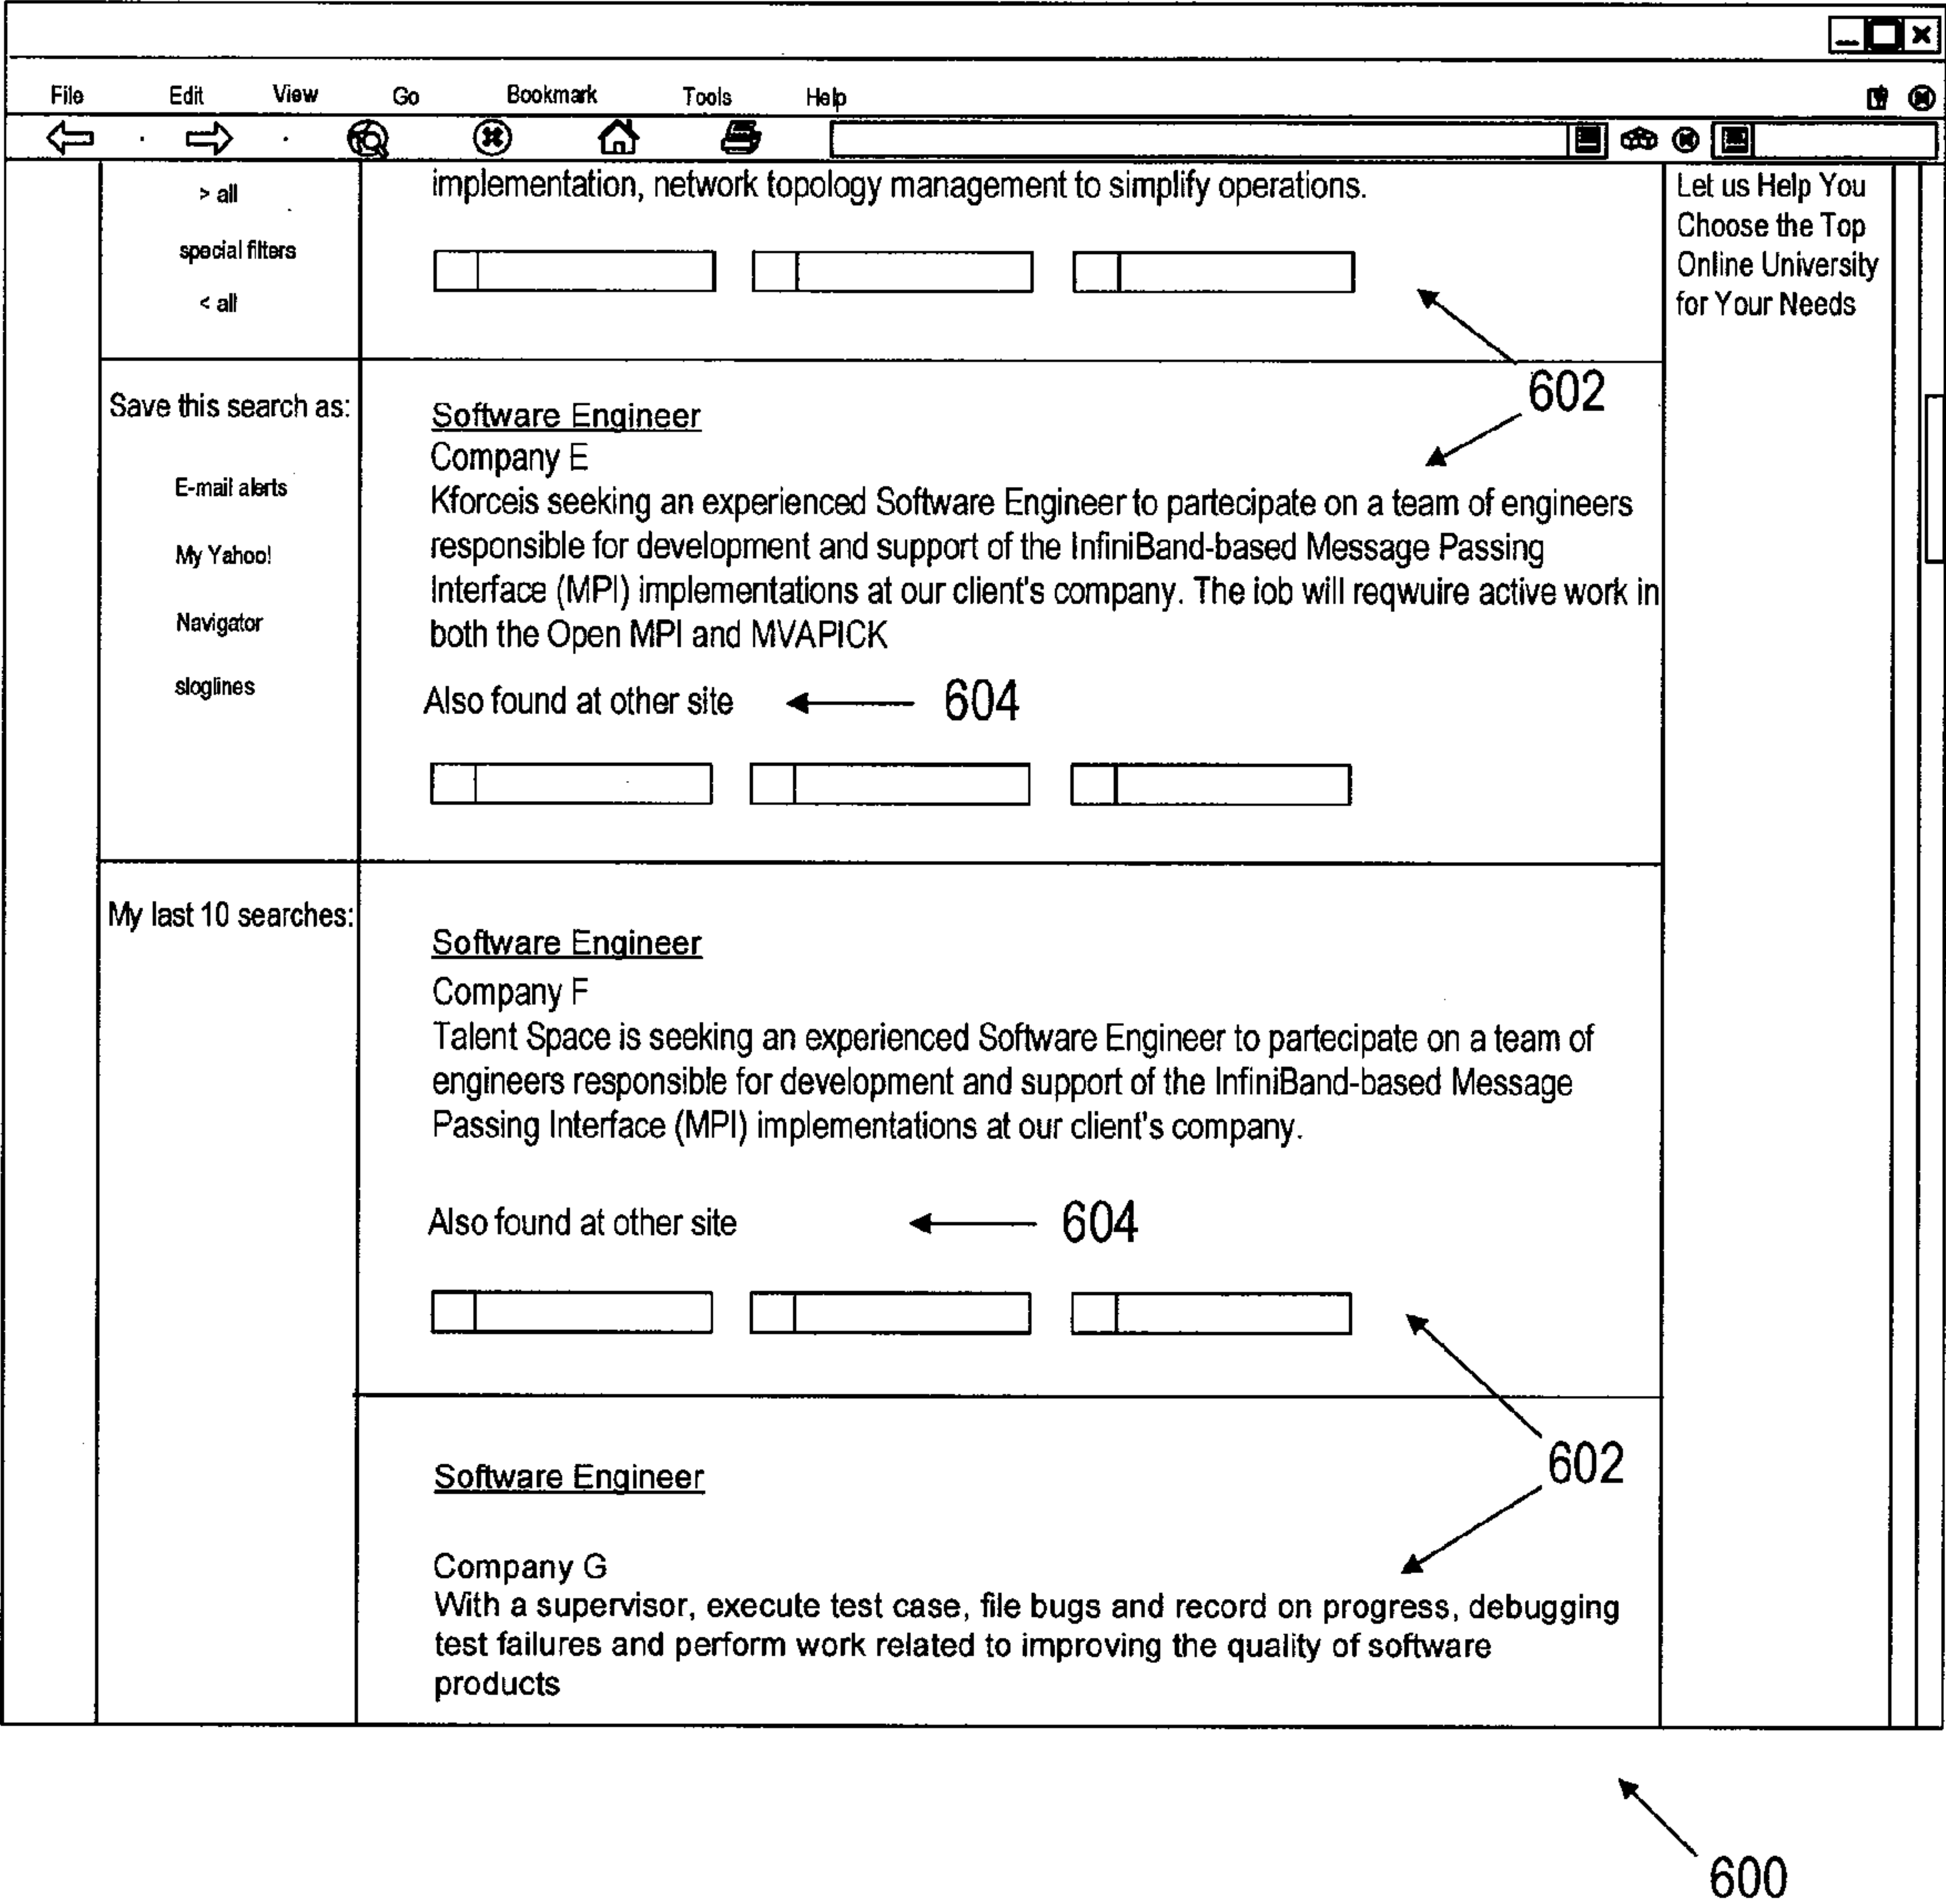 File Edit View Go Bookmark Tools Help
> all
special filters
< all
Save this search as:
E-mail alerts
My Yahoo!
Navigator
sloglines
My last 10 searches:
implementation, network topology management to simplify operations.
602
Software Engineer
Company E
Kforceis seeking an experienced Software Engineer to partecipate on a team of engineers
responsible for development and support of the InfiniBand-based Message Passing
Interface (MPI) implementations at our client's company. The iob will reqwuire active work in
both the Open MPI and MVAPICK
Also found at other site
604
Software Engineer
Company F
Talent Space is seeking an experienced Software Engineer to partecipate on a team of
engineers responsible for development and support of the InfiniBand-based Message
Passing Interface (MPI) implementations at our client's company.
Also found at other site
604
602
Software Engineer
Company G
With a supervisor, execute test case, file bugs and record on progress, debugging
test failures and perform work related to improving the quality of software
products
Let us Help You
Choose the Top
Online University
for Your Needs
600